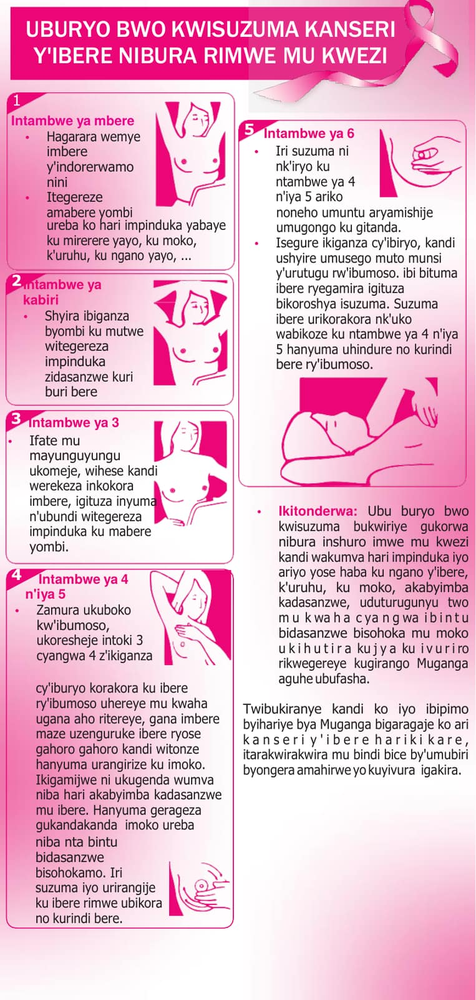 UBURYO BWO KWISUZUMA KANSERI
Y'IBERE NIBURA RIMWE MU KWEZI
1
Intambwe ya mbere
• Hagarara wemye
imbere
y'indorerwamo
nini
• Itegereze
amabere yombi
ureba ko hari impinduka yabaye
ku mirerere yayo, ku moko,
k'uruhu, ku ngano yayo, ...
2
Intambwe ya
kabiri
• Shyira ibiganza
byombi ku mutwe
witegereza
impinduka
zidasanzwe kuri
buri bere
3 Intambwe ya 3
• Ifate mu
mayunguyungu
ukomeje, wihese kandi
werekeza inkokora
imbere, igituza inyuma
n'ubundi witegereza
impinduka ku mabere
yombi.
4
Intambwe ya 4
n'iya 5
• Zamura ukuboko
kw'ibumoso,
ukoresheje intoki 3
cyangwa 4 z'ikiganza
cy'iburyo korakora ku ibere
ry'ibumoso uhereye mu kwaha
ugana aho ritereye, gana imbere
maze uzenguruke ibere ryose
gahoro gahoro kandi witonze
hanyuma urangirize ku imoko.
Ikigamijwe ni ukugenda wumva
niba hari akabyimba kadasanzwe
mu ibere. Hanyuma gerageza
gukandakanda imoko ureba
niba nta bintu
bidasanzwe
bisohokamo. Iri
suzuma iyo urirangije
ku ibere rimwe ubikora
no kurindi bere.
5 Intambwe ya 6
• Iri suzuma ni
nk'iryo ku
ntambwe ya 4
n'iya 5 ariko
noneho umuntu aryamishije
umugongo ku gitanda.
• Isegure ikiganza cy'ibiryo, kandi
ushyire umusego muto munsi
y'urutugu rw'ibumoso. ibi bituma
ibere ryegamira igituza
bikoroshya isuzuma. Suzuma
ibere urikorakora nk'uko
wabikoze ku ntambwe ya 4 n'iya
5 hanyuma uhindure no kurindi
bere ry'ibumoso.
• Ikitonderwa: Ubu buryo bwo
kwisuzuma bukwiriye gukorwa
nibura inshuro imwe mu kwezi
kandi wakumva hari impinduka iyo
ariyo yose haba ku ngano y'ibere,
k'uruhu, ku moko, akabyimba
kadasanzwe, uduturugunyu two
mu kwaha cyangwa ibintu
bidasanzwe bisohoka mu moko
ukihutira kujya ku ivuriro
rikwegereye kugirango Muganga
aguhe ubufasha.
Twibukiranye kandi ko iyo ibipimo
byihariye bya Muganga bigaragaje ko ari
kanseri y'ibere hariki kare,
itarakwirakwira mu bindi bice by'umubiri
byongera amahirwe yo kuyivura igakira.